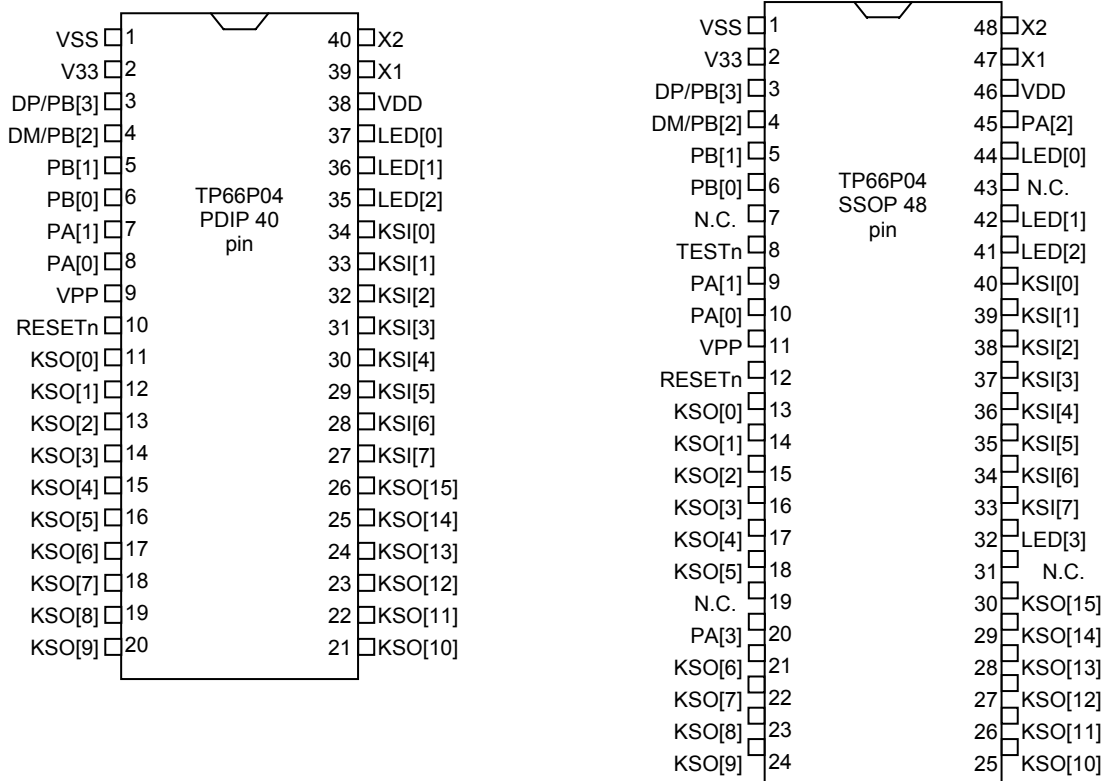 VSS 1 40 X2
V33 2 39 X1
DP/PB[3] 3 38 VDD
DM/PB[2] 4 37 LED[0]
PB[1] 5 36 LED[1]
PB[0] 6 35 LED[2]
PA[1] 7 34 KSI[0]
PA[0] 8 33 KSI[1]
VPP 9 32 KSI[2]
RESETn 10 31 KSI[3]
KSO[0] 11 30 KSI[4]
KSO[1] 12 29 KSI[5]
KSO[2] 13 28 KSI[6]
KSO[3] 14 27 KSI[7]
KSO[4] 15 26 KSO[15]
KSO[5] 16 25 KSO[14]
KSO[6] 17 24 KSO[13]
KSO[7] 18 23 KSO[12]
KSO[8] 19 22 KSO[11]
KSO[9] 20 21 KSO[10]
TP66P04
PDIP 40
pin
VSS 1 48 X2
V33 2 47 X1
DP/PB[3] 3 46 VDD
DM/PB[2] 4 45 PA[2]
PB[1] 5 44 LED[0]
PB[0] 6 43 N.C.
N.C. 7 42 LED[1]
TESTn 8 41 LED[2]
PA[1] 9 40 KSI[0]
PA[0] 10 39 KSI[1]
VPP 11 38 KSI[2]
RESETn 12 37 KSI[3]
KSO[0] 13 36 KSI[4]
KSO[1] 14 35 KSI[5]
KSO[2] 15 34 KSI[6]
KSO[3] 16 33 KSI[7]
KSO[4] 17 32 LED[3]
KSO[5] 18 31 N.C.
N.C. 19 30 KSO[15]
PA[3] 20 29 KSO[14]
KSO[6] 21 28 KSO[13]
KSO[7] 22 27 KSO[12]
KSO[8] 23 26 KSO[11]
KSO[9] 24 25 KSO[10]
TP66P04
SSOP 48
pin